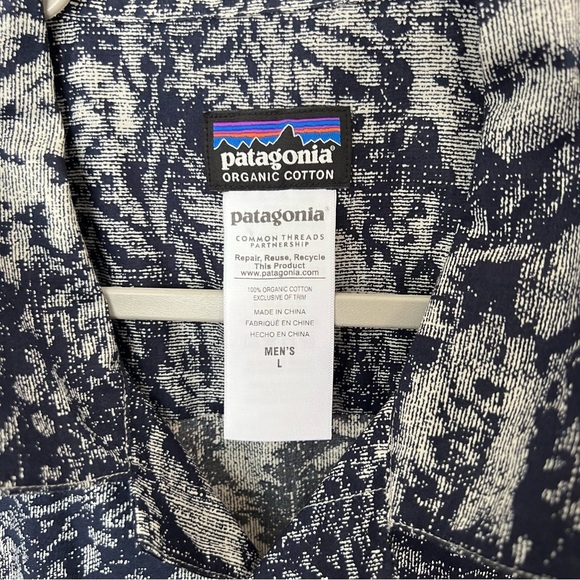 patagonia
ORGANIC COTTON
patagonia
COMMON THREADS
PARTNERSHIP
Repair, Reuse, Recycle
This Product
www.patagonia.com
100% ORGANIC COTTON
EXCLUSIVE OF TRIM
MADE IN CHINA
FABRIQUÉ EN CHINE
HECHO EN CHINA
MEN'S
L